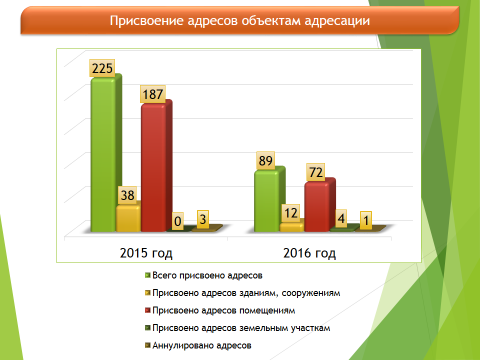 Присвоение адресов объектам адресации
225
38
187
0
3
89
12
72
4
1
2015 год
2016 год
Всего присвоено адресов
Присвоено адресов зданиям, сооружениям
Присвоено адресов помещениям
Присвоено адресов земельным участкам
Аннулировано адресов